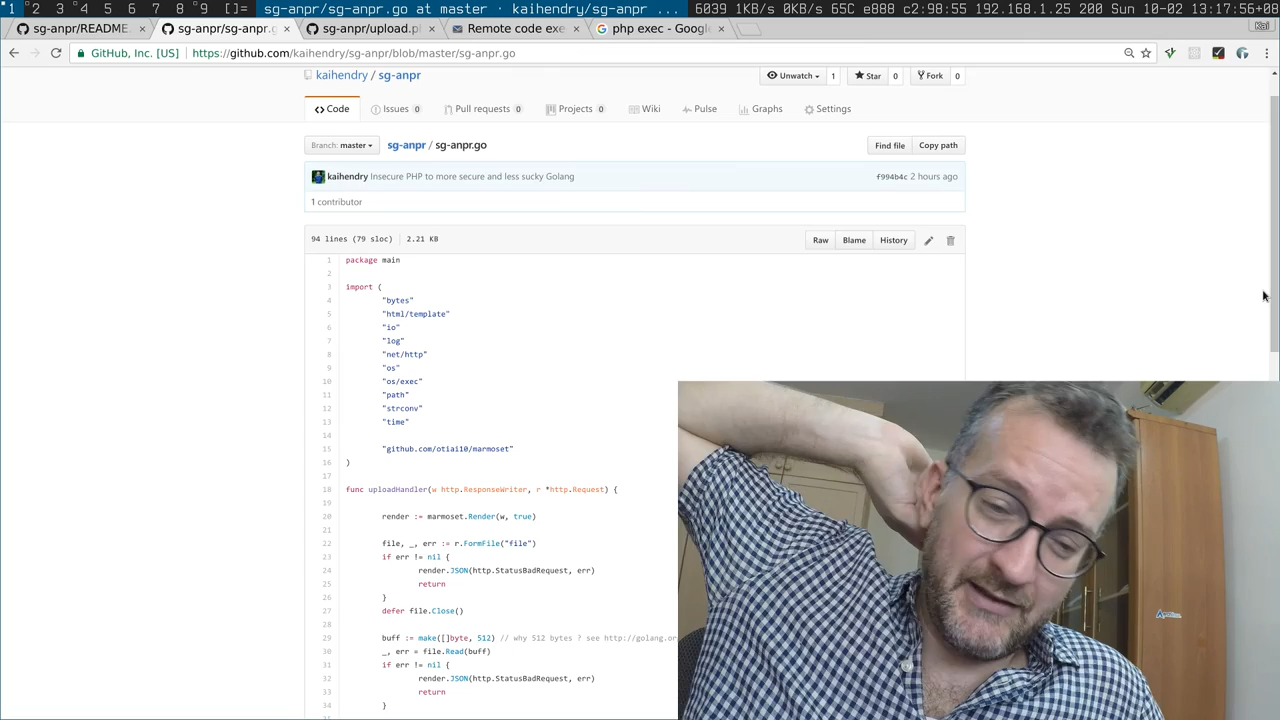 1 2 3 4 5 6 7 8 9 []= sg-anpr/sg-anpr.go at master · kaihendry/sg-anpr ... 0d39 1KB/s 0KB/s 65C e808 c2:98:55 192.168.1.25 200 Sun 10-02 13:17:56+08
sg-anpr/README. sg-anpr/sg-anpr.g sg-anpr/upload.p Remote code exe php exec - Google Kai
GitHub, Inc. [US] https://github.com/kaihendry/sg-anpr/blob/master/sg-anpr.go
kaihendry / sg-anpr Unwatch 1 Star 0 Fork 0
Code Issues 0 Pull requests 0 Projects 0 Wiki Pulse Graphs Settings
Branch: master sg-anpr / sg-anpr.go Find file Copy path
kaihendry Insecure PHP to more secure and less sucky Golang f994b4c 2 hours ago
1 contributor
94 lines (79 sloc) 2.21 KB Raw Blame History
1 package main
2
3 import (
4 "bytes"
5 "html/template"
6 "io"
7 "log"
8 "net/http"
9 "os"
10 "os/exec"
11 "path"
12 "strconv"
13 "time"
14
15 "github.com/otiai10/marmoset"
16 )
17
18 func uploadHandler(w http.ResponseWriter, r *http.Request) {
19
20 render := marmoset.Render(w, true)
21
22 file, _, err := r.FormFile("file")
23 if err != nil {
24 render.JSON(http.StatusBadRequest, err)
25 return
26 }
27 defer file.Close()
28
29 buff := make([]byte, 512) // why 512 bytes ? see http://golang.or
30 _, err = file.Read(buff)
31 if err != nil {
32 render.JSON(http.StatusBadRequest, err)
33 return
34 }